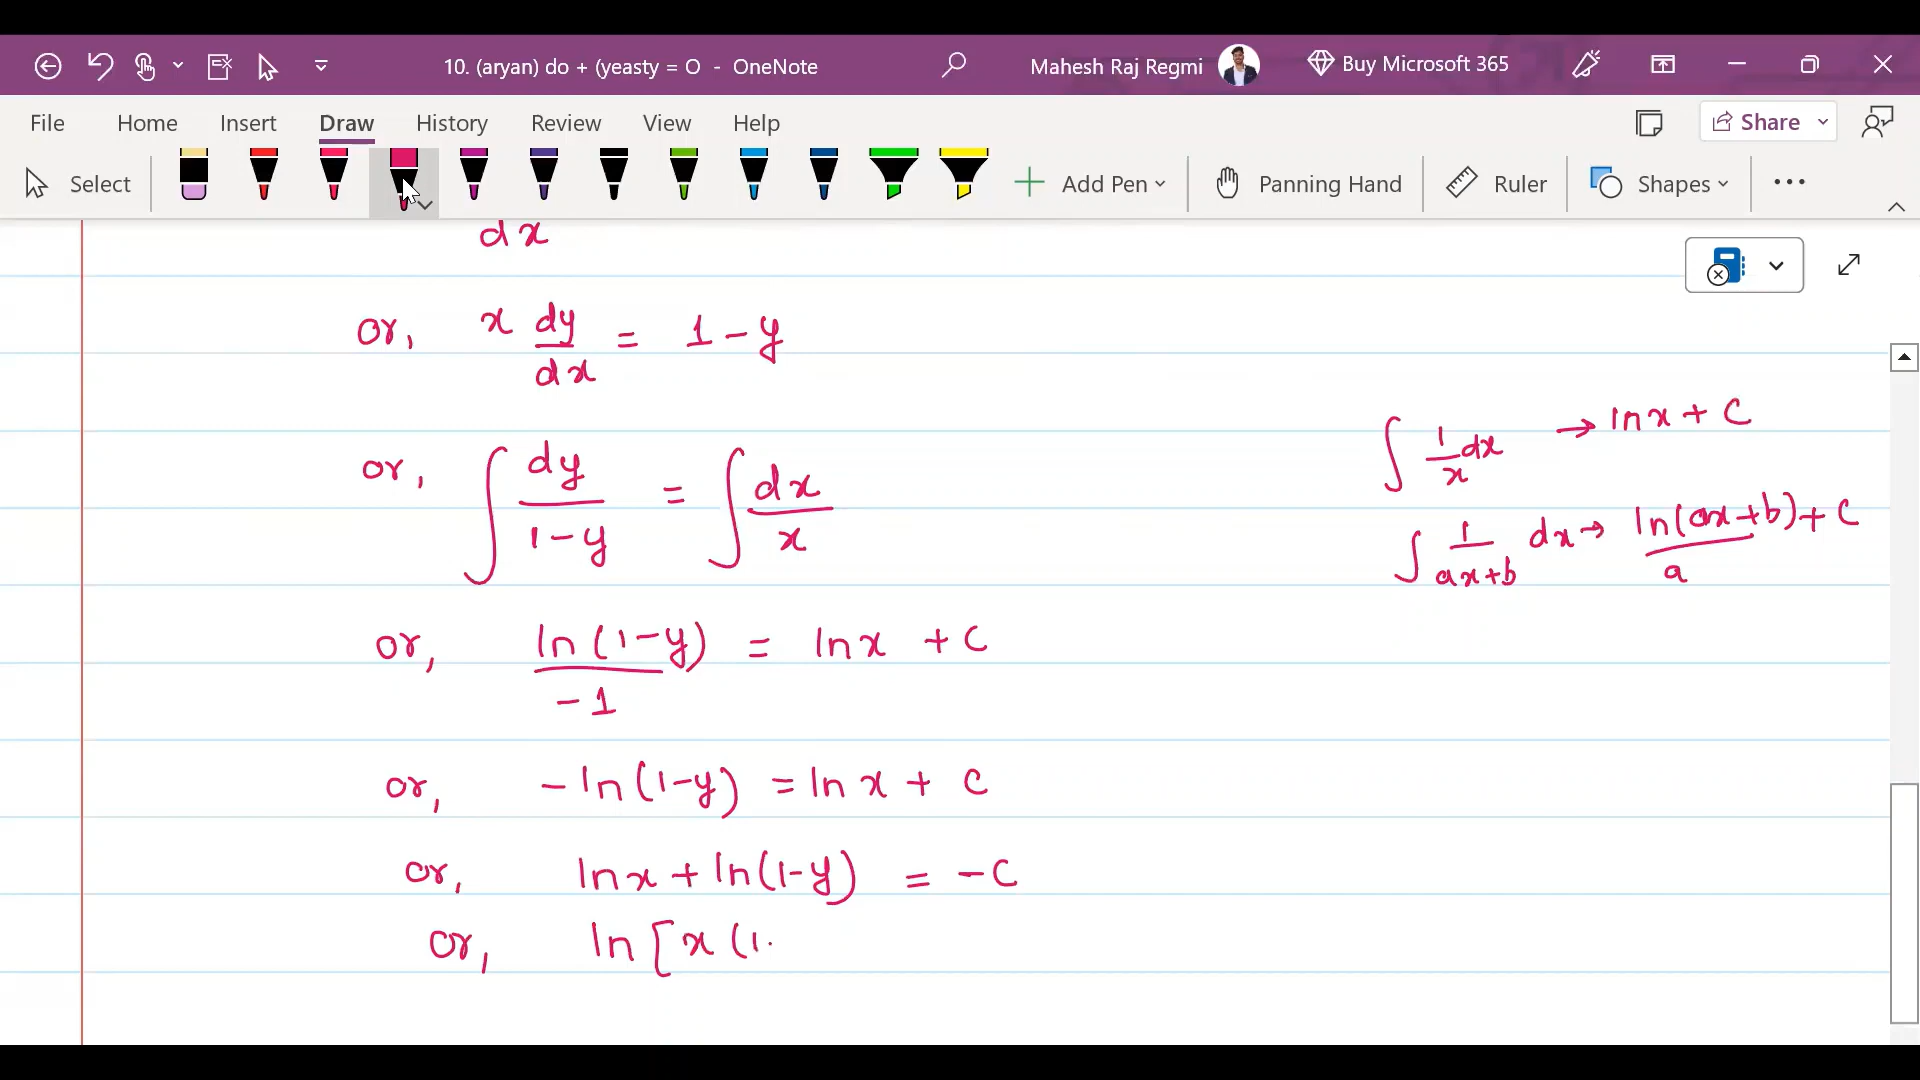 10. (aryan) do + (yeasty = O - OneNote
Mahesh Raj Regmi
Buy Microsoft 365
File Home Insert Draw History Review View Help
Share
Select
Add Pen
Panning Hand
Ruler
Shapes
dx
or, x dy/dx = 1 - y
∫ 1/x dx → ln x + C
or, ∫ dy/(1-y) = ∫ dx/x
∫ 1/(ax+b) dx → ln(ax+b)/a + C
or, ln(1-y)/-1 = ln x + C
or, -ln(1-y) = ln x + C
or, ln x + ln(1-y) = -C
or, ln [x (1-